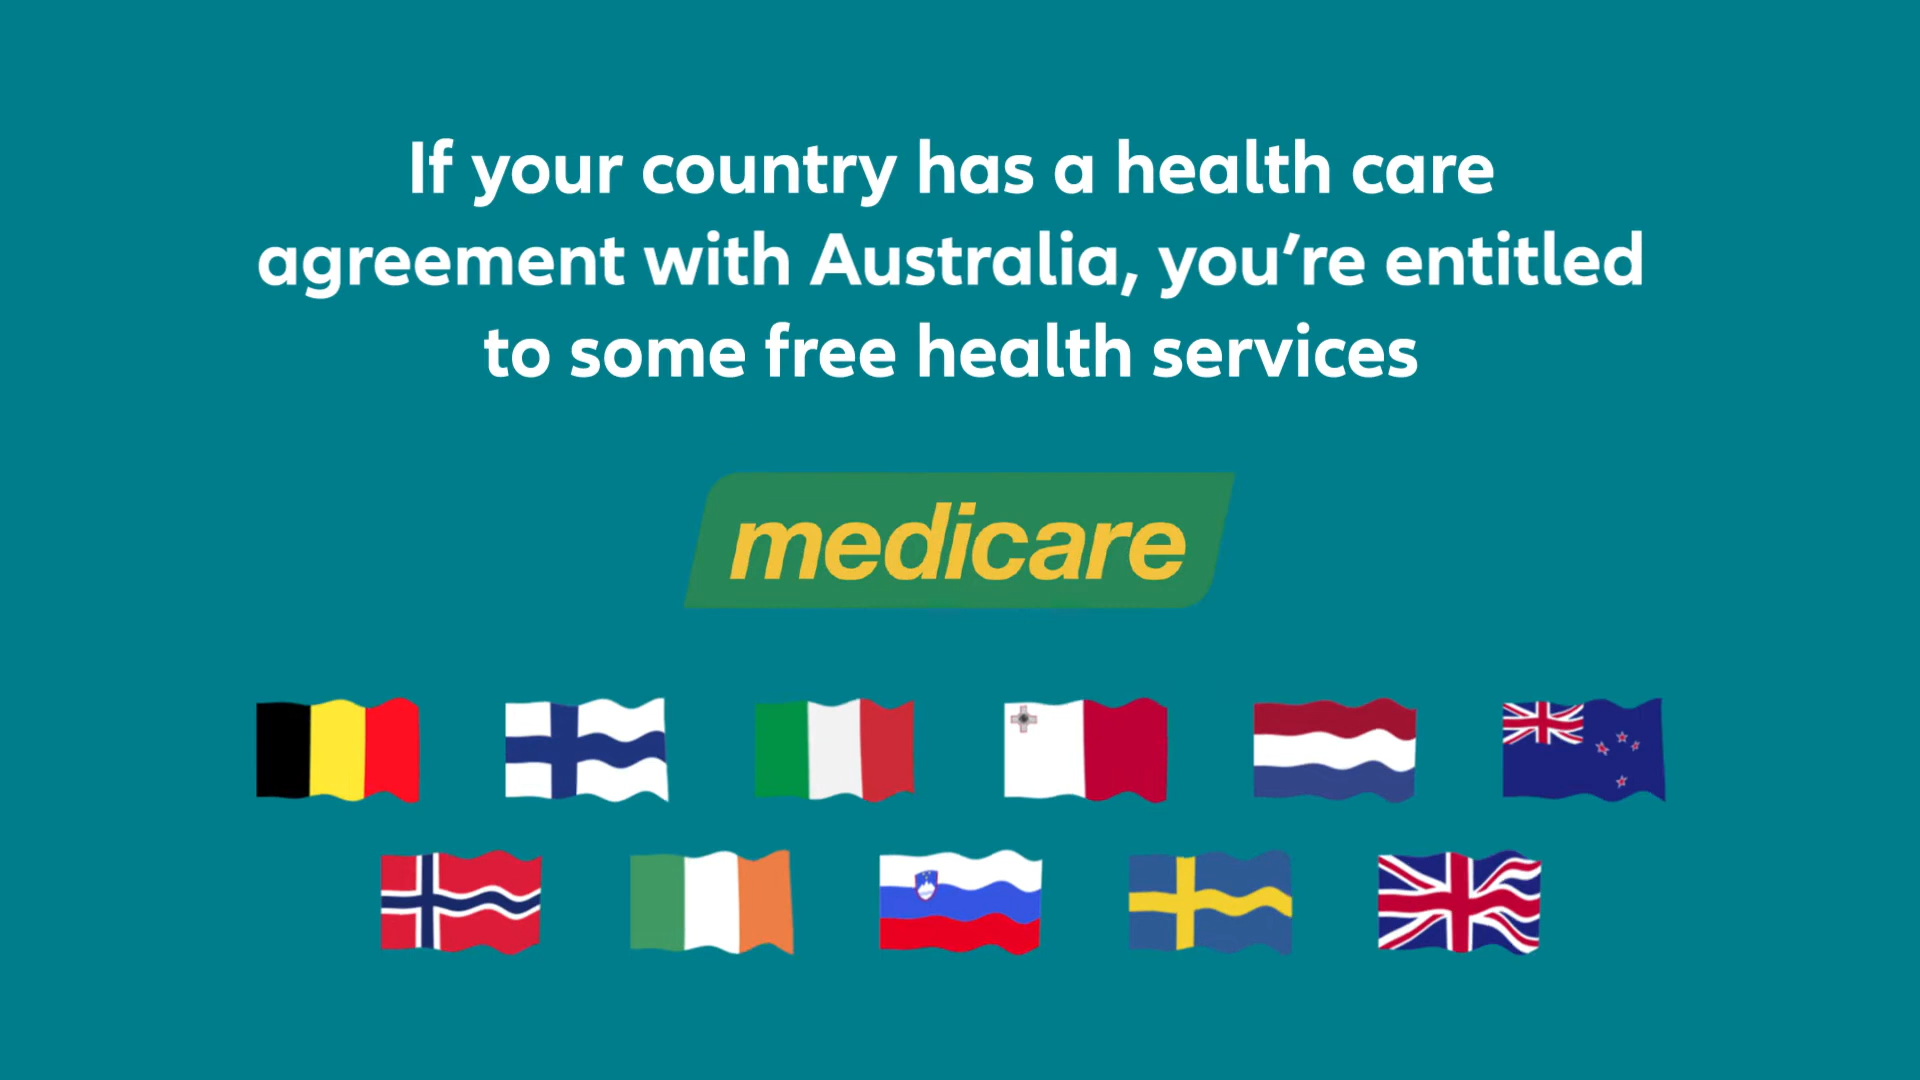 If your country has a health care
agreement with Australia, you’re entitled
to some free health services
medicare